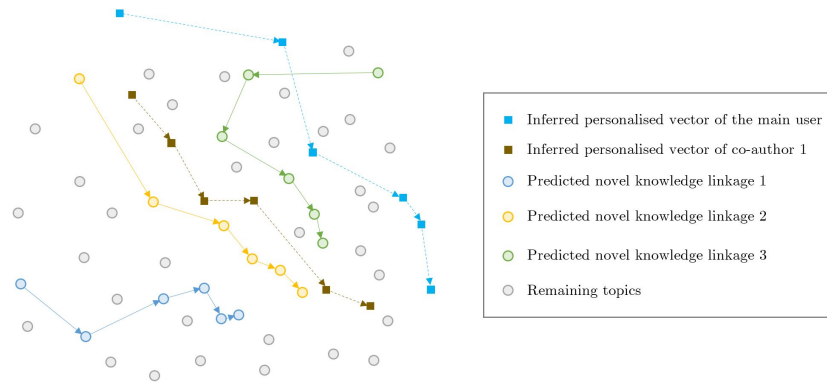 Inferred personalised vector of the main user
Inferred personalised vector of co-author 1
Predicted novel knowledge linkage 1
Predicted novel knowledge linkage 2
Predicted novel knowledge linkage 3
Remaining topics